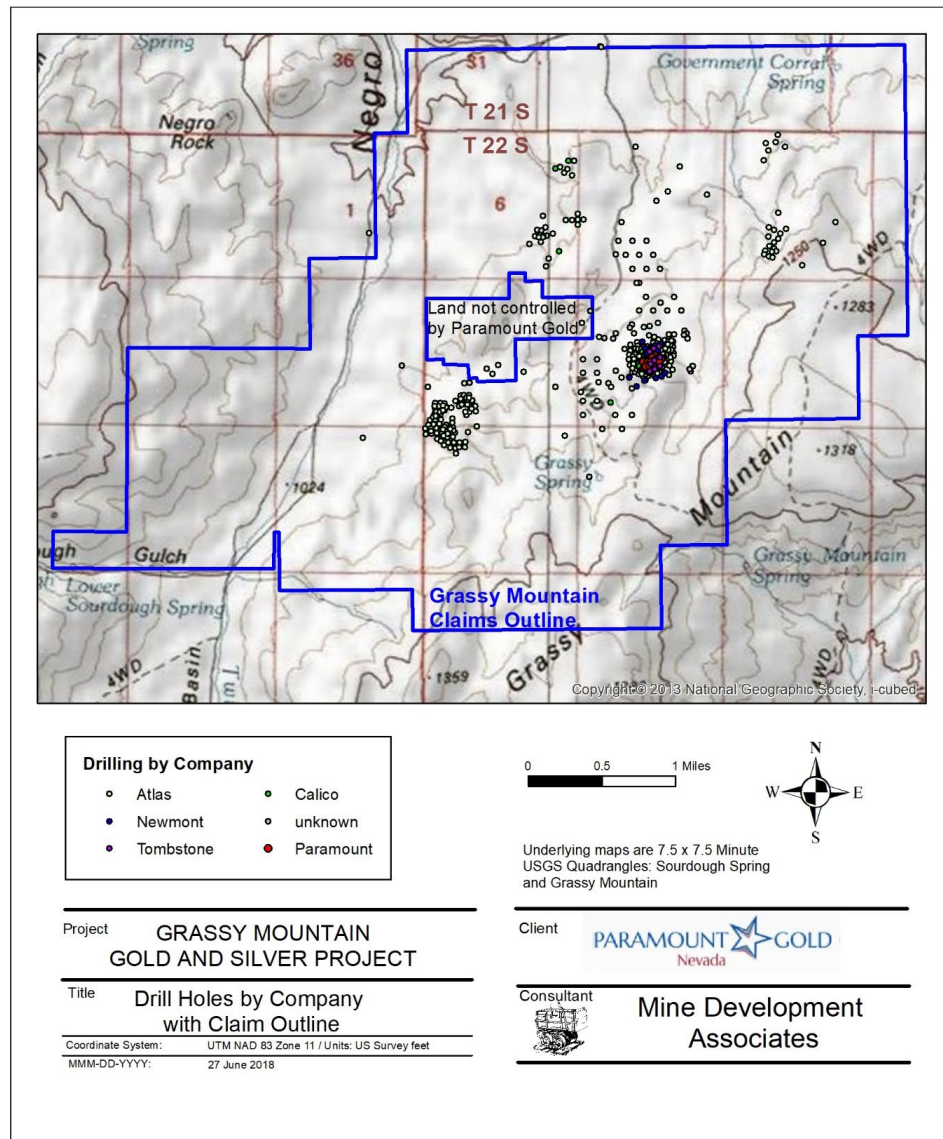 Spring
36
31
Government Corral
Spring
Negro
Negro
Rock
T 21 S
T 22 S
1
6
1250
4WD
1283
Land not controlled
by Paramount Gold
4WD
Mountain
1318
Grassy
Spring
1024
Gulch
Lower
Sourdough Spring
Grassy Mountain
Spring
Grassy Mountain
Claims Outline
Grassy
4WD
Basin
1359
4WD
Copyright:© 2013 National Geographic Society, i-cubed
Drilling by Company
Atlas
Calico
Newmont
unknown
Tombstone
Paramount
0 0.5 1 Miles
N
W E
S
Underlying maps are 7.5 x 7.5 Minute
USGS Quadrangles: Sourdough Spring
and Grassy Mountain
Project
GRASSY MOUNTAIN
GOLD AND SILVER PROJECT
Client
PARAMOUNT GOLD
Nevada
Title
Drill Holes by Company
with Claim Outline
Consultant
Mine Development
Associates
Coordinate System: UTM NAD 83 Zone 11 / Units: US Survey feet
MMM-DD-YYYY: 27 June 2018